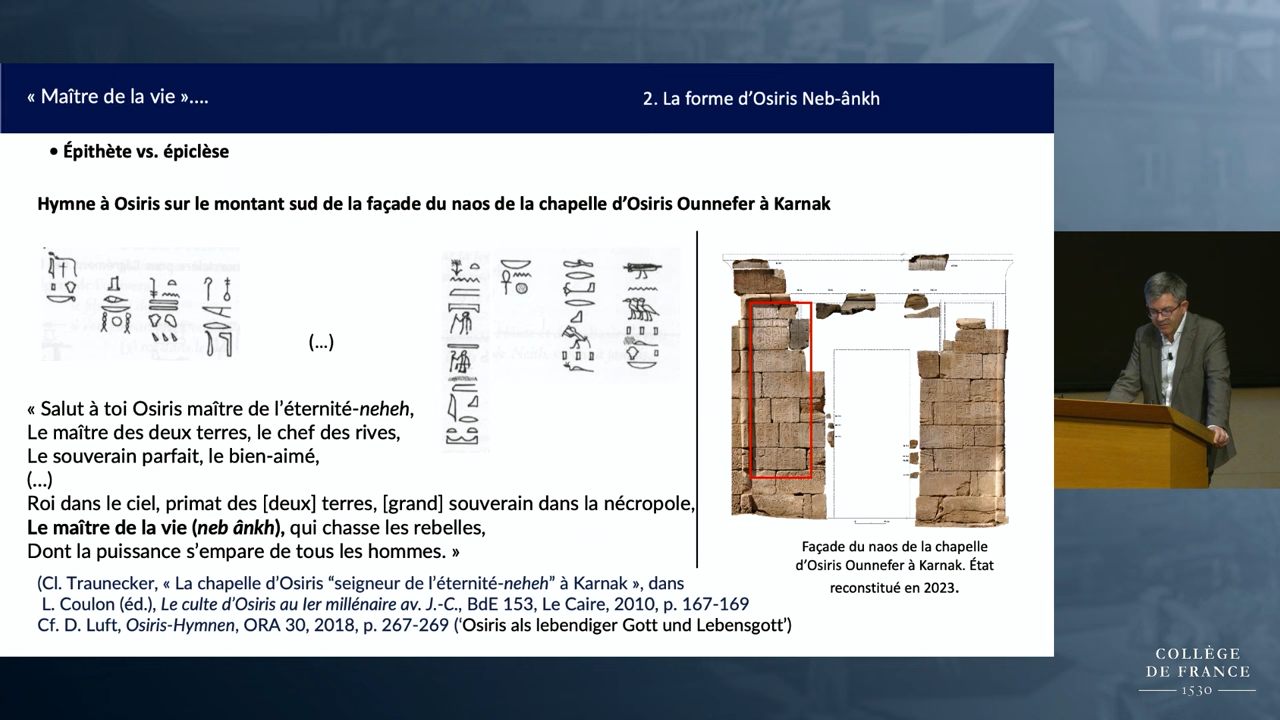 « Maître de la vie »....
2. La forme d'Osiris Neb-ânkh
• Épithète vs. épiclèse
Hymne à Osiris sur le montant sud de la façade du naos de la chapelle d'Osiris Ounnefer à Karnak
(...)
« Salut à toi Osiris maître de l'éternité-neheh,
Le maître des deux terres, le chef des rives,
Le souverain parfait, le bien-aimé,
(...)
Roi dans le ciel, primat des [deux] terres, [grand] souverain dans la nécropole,
Le maître de la vie (neb ânkh), qui chasse les rebelles,
Dont la puissance s'empare de tous les hommes. »
(Cl. Traunecker, « La chapelle d'Osiris “seigneur de l'éternité-neheh” à Karnak », dans
L. Coulon (éd.), Le culte d'Osiris au Ier millénaire av. J.-C., BdE 153, Le Caire, 2010, p. 167-169
Cf. D. Luft, Osiris-Hymnen, ORA 30, 2018, p. 267-269 (‘Osiris als lebendiger Gott und Lebensgott’)
Façade du naos de la chapelle
d'Osiris Ounnefer à Karnak. État
reconstitué en 2023.
COLLÈGE
DE FRANCE
1530